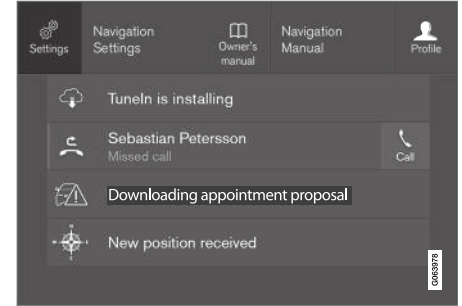 Settings
Navigation
Settings
Owner's
manual
Navigation
Manual
Profile
TuneIn is installing
Sebastian Petersson
Missed call
Call
Downloading appointment proposal
New position received
G063978